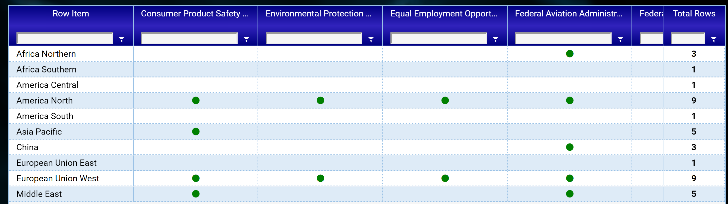 Row Item Consumer Product Safety ... Environmental Protection ... Equal Employment Opport... Federal Aviation Administr... Federa Total Rows
Africa Northern 3
Africa Southern 1
America Central 1
America North 9
America South 1
Asia Pacific 5
China 3
European Union East 1
European Union West 9
Middle East 5